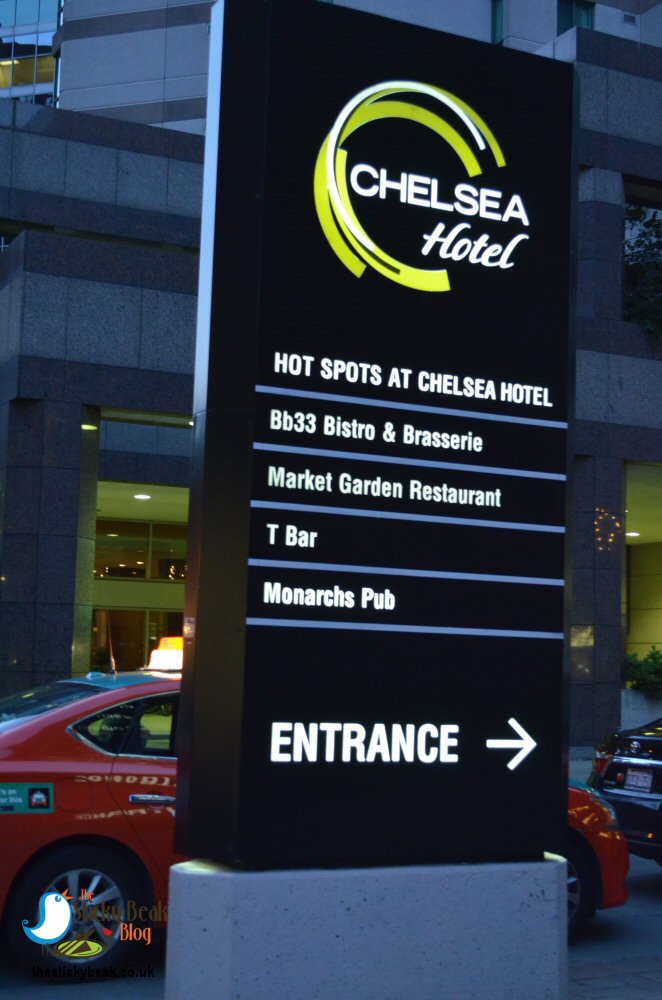 CHELSEA
Hotel
HOT SPOTS AT CHELSEA HOTEL
Bb33 Bistro & Brasserie
Market Garden Restaurant
T Bar
Monarchs Pub
ENTRANCE →
the
Sticky Beak
Blog
thestickybeak.co.uk